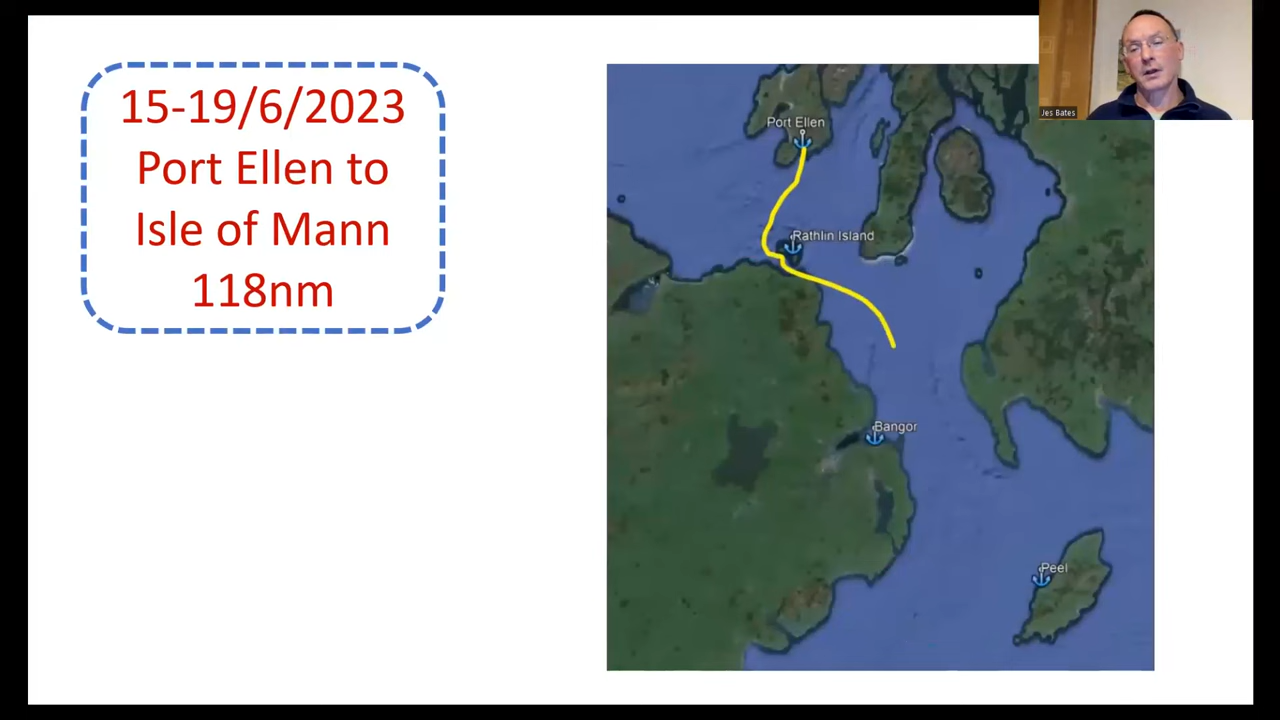 15-19/6/2023
Port Ellen to
Isle of Mann
118nm
Jes Bates
Port Ellen
Rathlin Island
Bangor
Peel